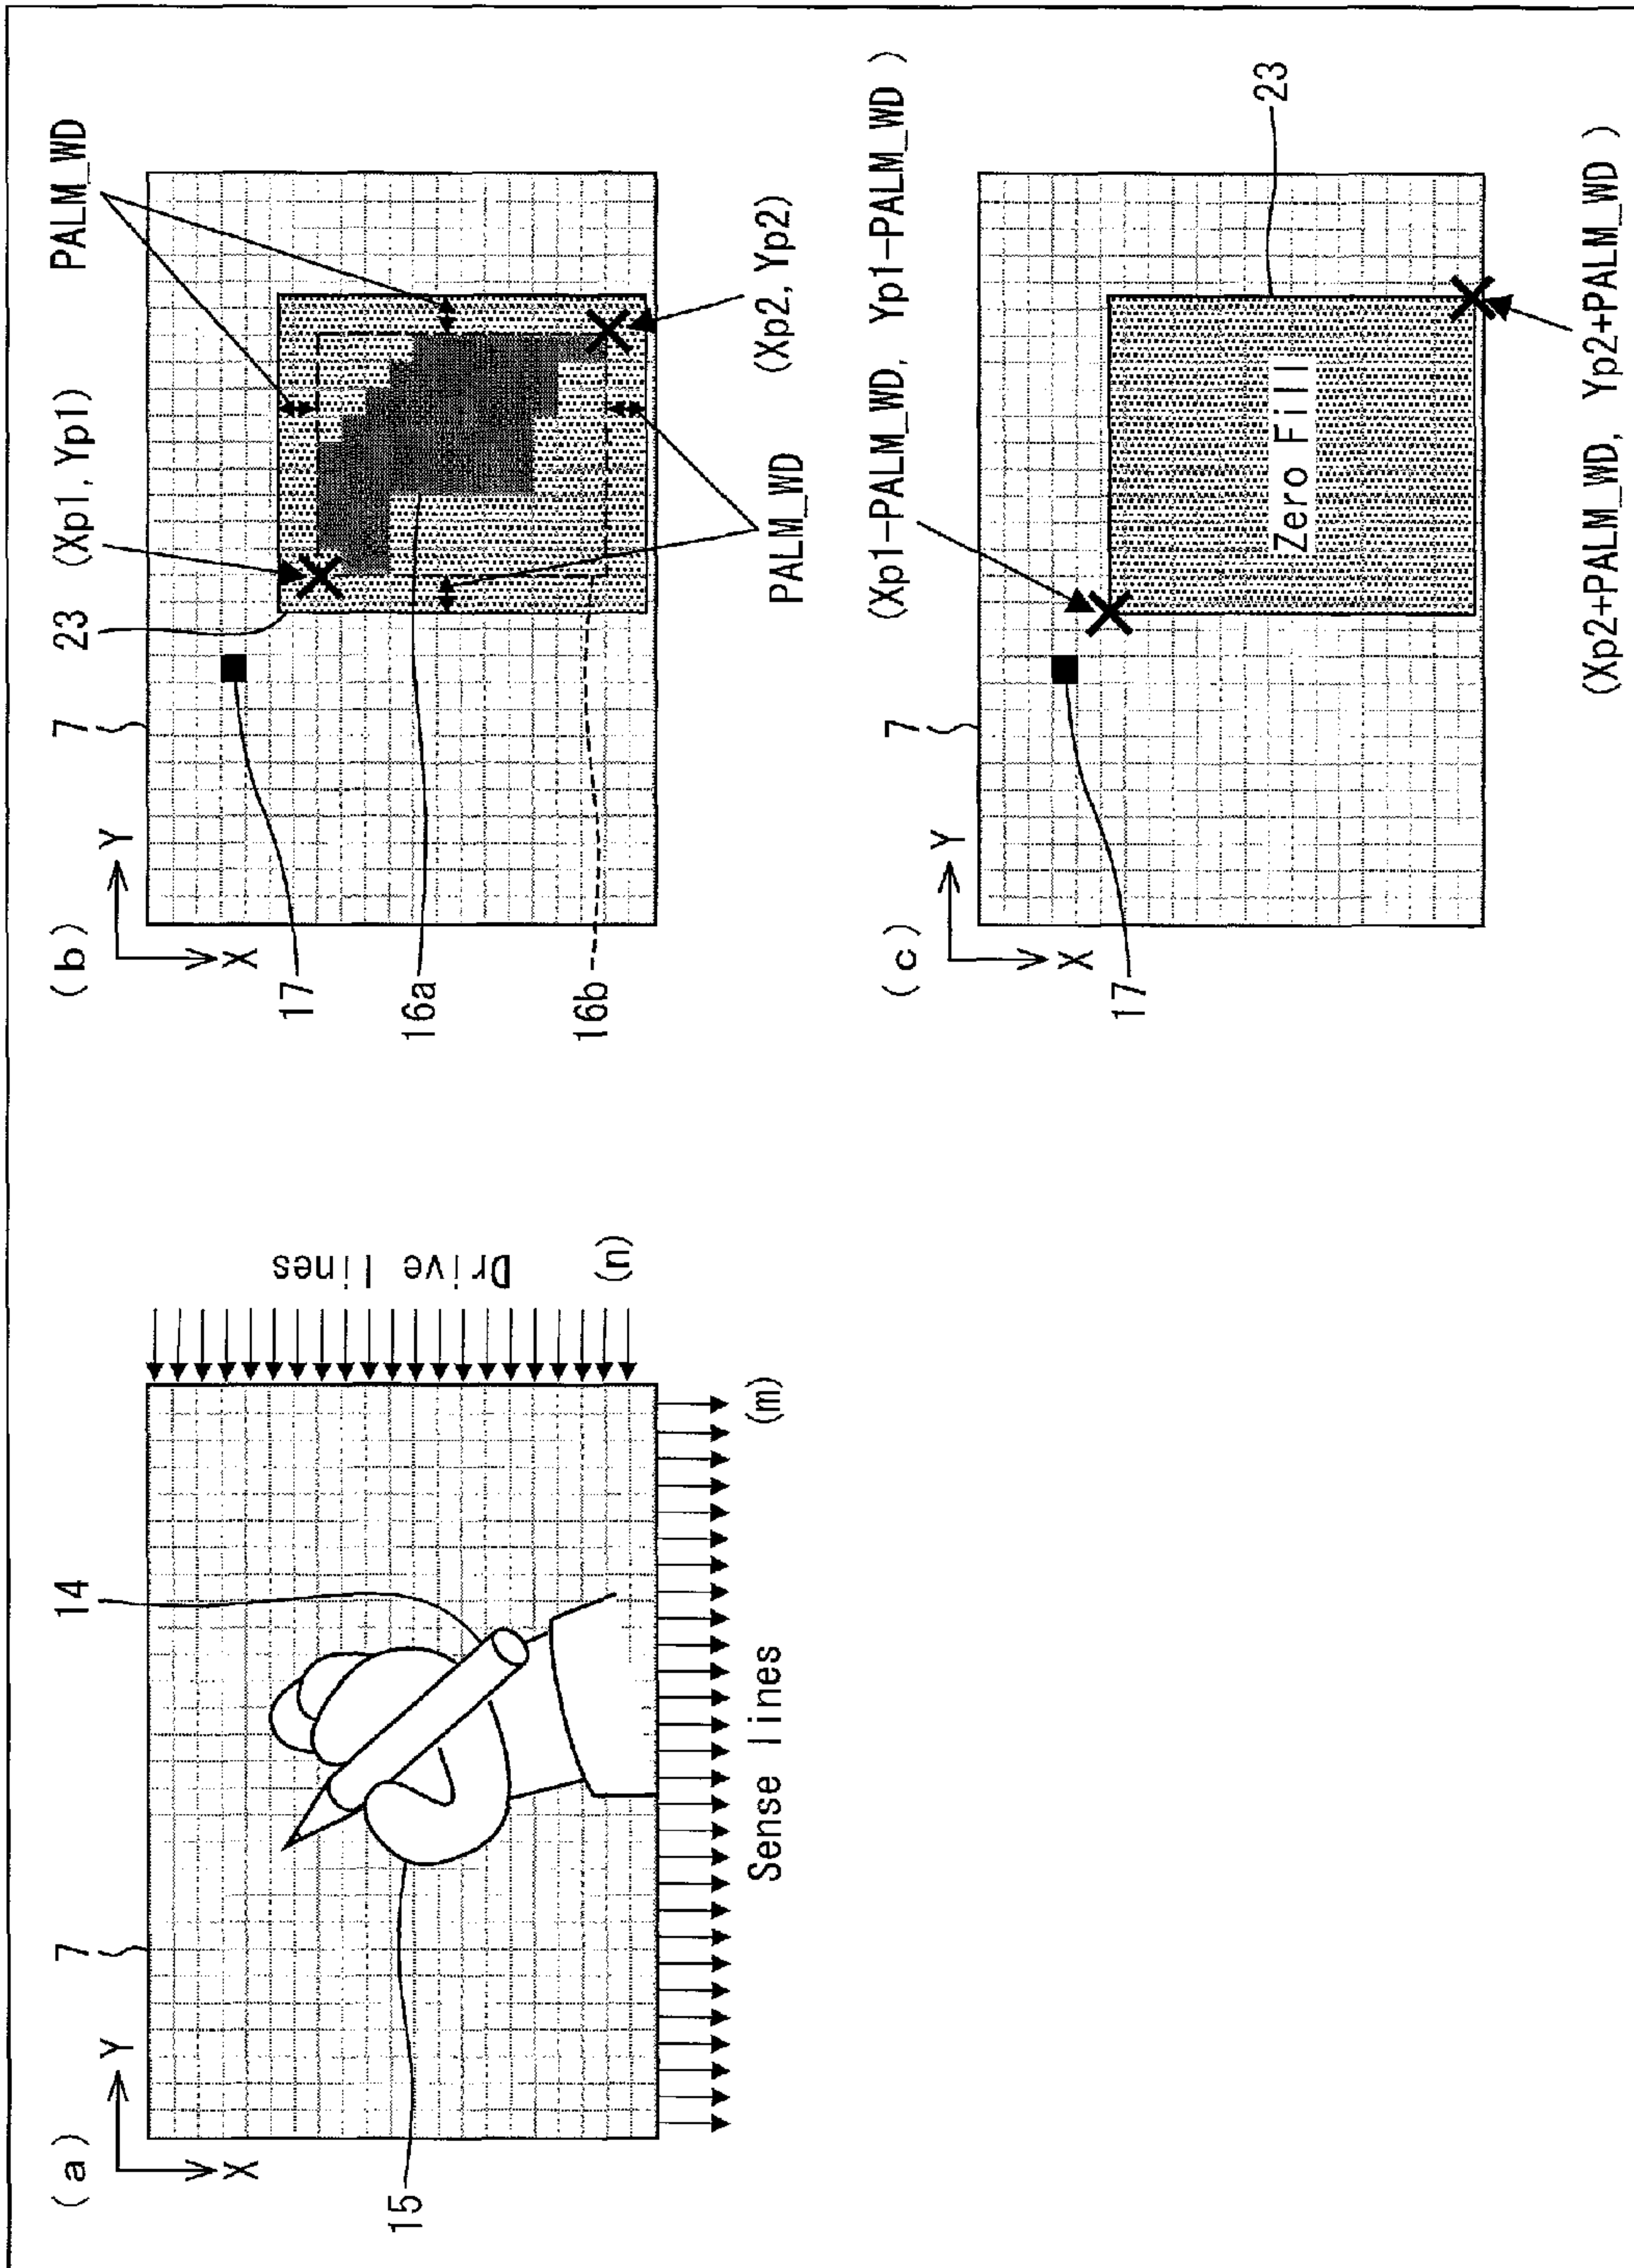 (a)
7
14
Y
X
15
Drive lines
(n)
(m)
Sense lines
(b)
7
23
(Xp1, Yp1)
PALM_WD
Y
X
17
16a
16b
PALM_WD
(Xp2, Yp2)
(c)
7
(Xp1-PALM_WD, Yp1-PALM_WD )
Y
X
17
Zero Fill
23
(Xp2+PALM_WD, Yp2+PALM_WD )